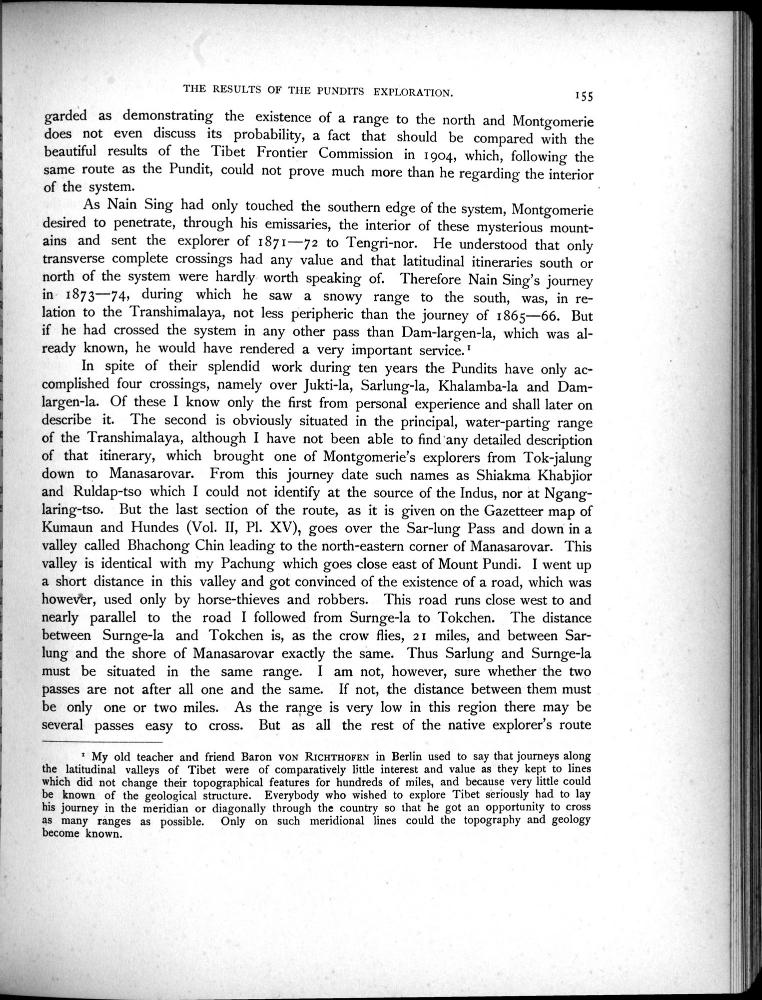 THE RESULTS OF THE PUNDITS EXPLORATION.
155
garded as demonstrating the existence of a range to the north and Montgomerie
does not even discuss its probability, a fact that should be compared with the
beautiful results of the Tibet Frontier Commission in 1904, which, following the
same route as the Pundit, could not prove much more than he regarding the interior
of the system.
As Nain Sing had only touched the southern edge of the system, Montgomerie
desired to penetrate, through his emissaries, the interior of these mysterious mount-
ains and sent the explorer of 1871—72 to Tengri-nor. He understood that only
transverse complete crossings had any value and that latitudinal itineraries south or
north of the system were hardly worth speaking of. Therefore Nain Sing's journey
in 1873—74, during which he saw a snowy range to the south, was, in re-
lation to the Transhimalaya, not less peripheric than the journey of 1865—66. But
if he had crossed the system in any other pass than Dam-largen-la, which was al-
ready known, he would have rendered a very important service.¹
In spite of their splendid work during ten years the Pundits have only ac-
complished four crossings, namely over Jukti-la, Sarlung-la, Khalamba-la and Dam-
largen-la. Of these I know only the first from personal experience and shall later on
describe it. The second is obviously situated in the principal, water-parting range
of the Transhimalaya, although I have not been able to find any detailed description
of that itinerary, which brought one of Montgomerie's explorers from Tok-jalung
down to Manasarovar. From this journey date such names as Shiakma Khabjior
and Ruldap-tso which I could not identify at the source of the Indus, nor at Ngang-
laring-tso. But the last section of the route, as it is given on the Gazetteer map of
Kumaun and Hundes (Vol. II, Pl. XV), goes over the Sar-lung Pass and down in a
valley called Bhachong Chin leading to the north-eastern corner of Manasarovar. This
valley is identical with my Pachung which goes close east of Mount Pundi. I went up
a short distance in this valley and got convinced of the existence of a road, which was
however, used only by horse-thieves and robbers. This road runs close west to and
nearly parallel to the road I followed from Surnge-la to Tokchen. The distance
between Surnge-la and Tokchen is, as the crow flies, 21 miles, and between Sar-
lung and the shore of Manasarovar exactly the same. Thus Sarlung and Surnge-la
must be situated in the same range. I am not, however, sure whether the two
passes are not after all one and the same. If not, the distance between them must
be only one or two miles. As the range is very low in this region there may be
several passes easy to cross. But as all the rest of the native explorer's route
¹ My old teacher and friend Baron VON RICHTHOFEN in Berlin used to say that journeys along
the latitudinal valleys of Tibet were of comparatively little interest and value as they kept to lines
which did not change their topographical features for hundreds of miles, and because very little could
be known of the geological structure. Everybody who wished to explore Tibet seriously had to lay
his journey in the meridian or diagonally through the country so that he got an opportunity to cross
as many ranges as possible. Only on such meridional lines could the topography and geology
become known.